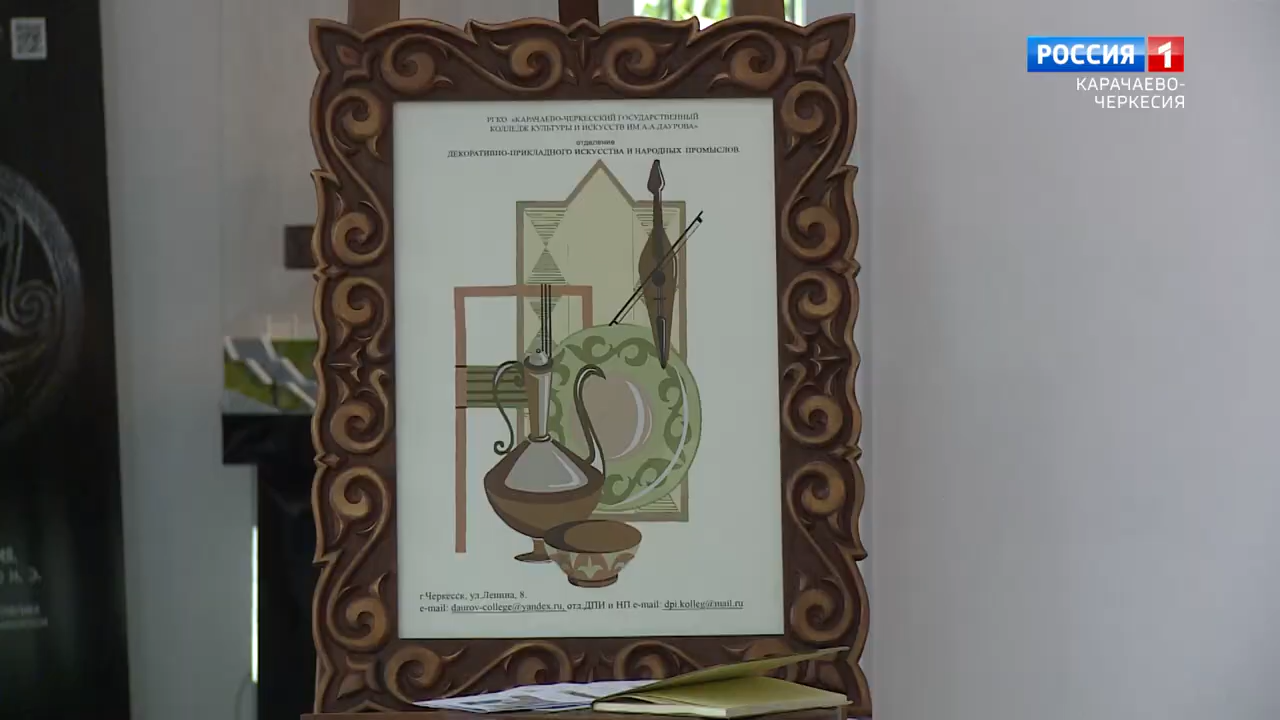 РОССИЯ 1
КАРАЧАЕВО-
ЧЕРКЕСИЯ
РГКО «КАРАЧАЕВО-ЧЕРКЕССКИЙ ГОСУДАРСТВЕННЫЙ
КОЛЛЕДЖ КУЛЬТУРЫ И ИСКУССТВ ИМ А.А.ДАУРОВА»
отделение
ДЕКОРАТИВНО-ПРИКЛАДНОГО ИСКУССТВА И НАРОДНЫХ ПРОМЫСЛОВ
г.Черкесск, ул.Ленина, 8.
e-mail: daurov-college@yandex.ru, отд.ДПИ и НП e-mail: dpi.kolleg@mail.ru